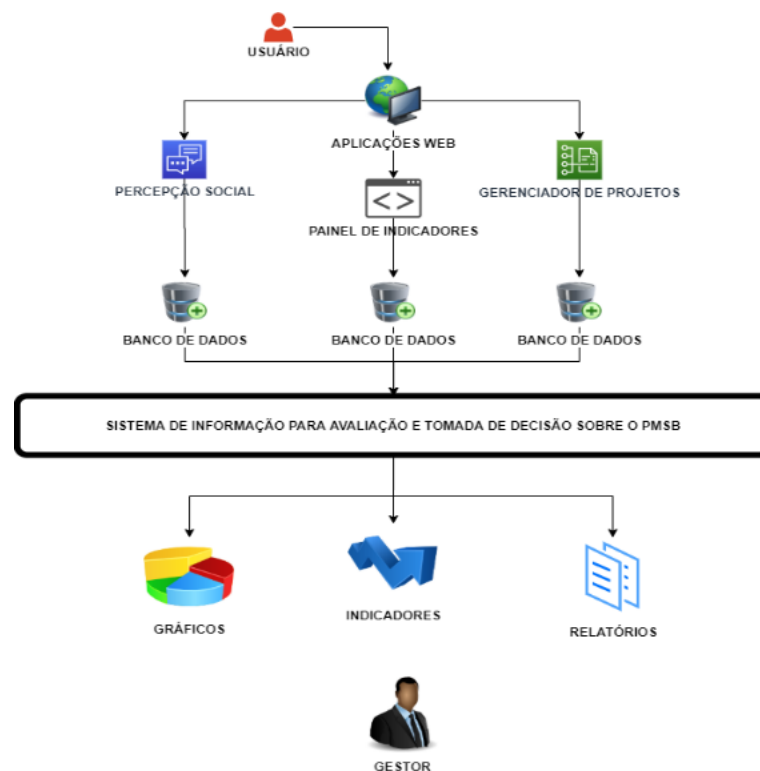 USUÁRIO
APLICAÇÕES WEB
PERCEPÇÃO SOCIAL
GERENCIADOR DE PROJETOS
PAINEL DE INDICADORES
BANCO DE DADOS
BANCO DE DADOS
BANCO DE DADOS
SISTEMA DE INFORMAÇÃO PARA AVALIAÇÃO E TOMADA DE DECISÃO SOBRE O PMSB
GRÁFICOS
INDICADORES
RELATÓRIOS
GESTOR